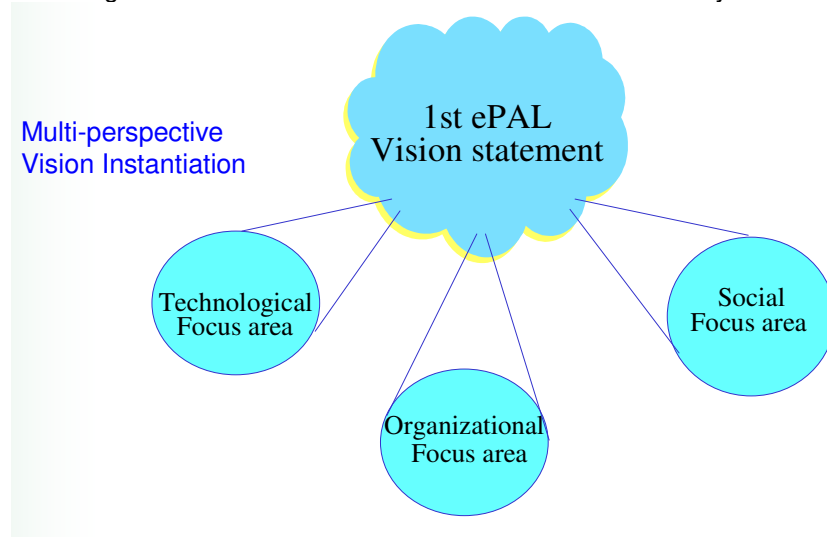 Multi-perspective
Vision Instantiation
1st ePAL
Vision statement
Technological
Focus area
Social
Focus area
Organizational
Focus area